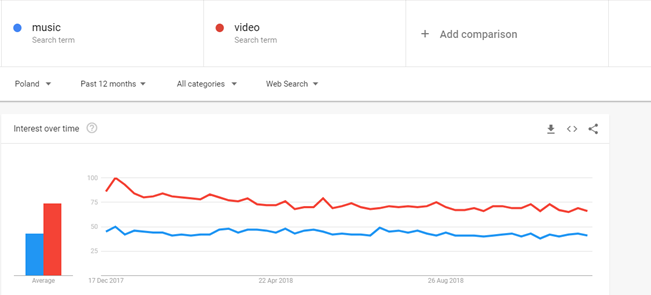 music
Search term
video
Search term
+ Add comparison
Poland
Past 12 months
All categories
Web Search
Interest over time ?
100
75
50
25
Average
17 Dec 2017
22 Apr 2018
26 Aug 2018